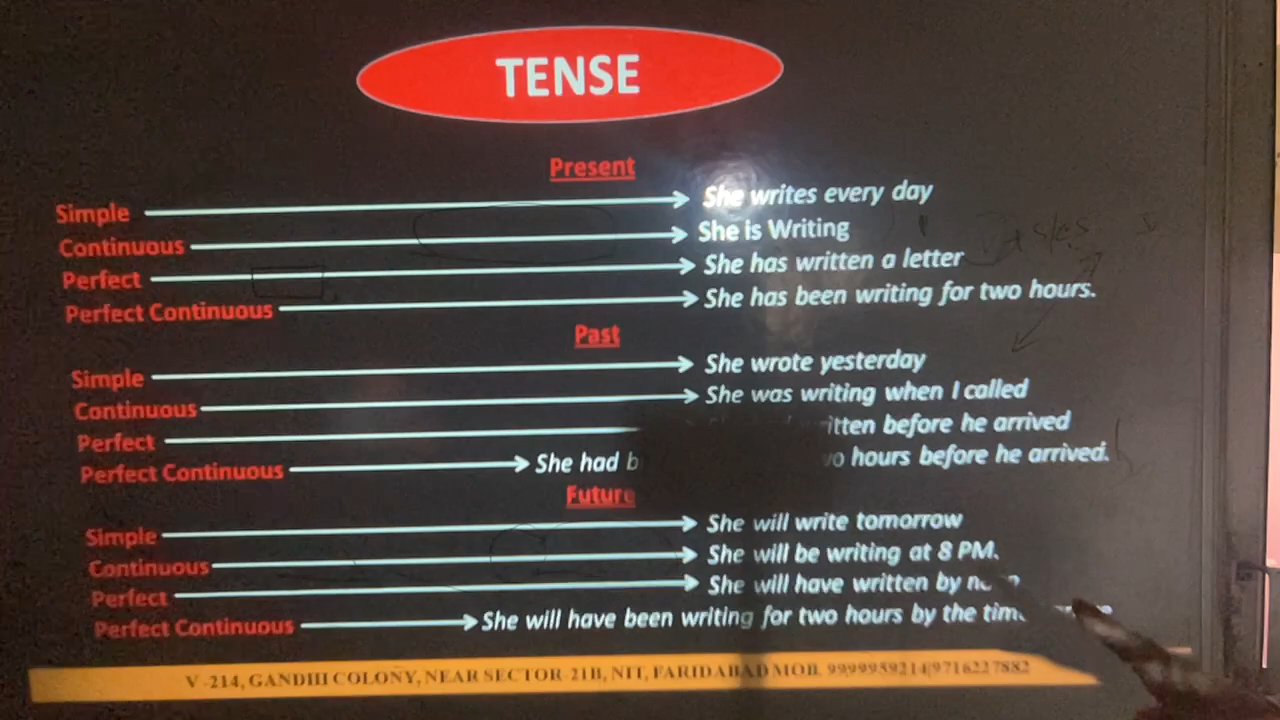 TENSE
Present
Simple She writes every day
Continuous She is Writing
Perfect She has written a letter
Perfect Continuous She has been writing for two hours.
Past
Simple She wrote yesterday
Continuous She was writing when I called
Perfect before he arrived
Perfect Continuous She had hours before he arrived.
Future
Simple She will write tomorrow
Continuous She will be writing at 8 PM.
Perfect She will have written by
Perfect Continuous She will have been writing for two hours by the
V-214, GANDHI COLONY, NEAR SECTOR-21B, NIT, FARIDABAD MOB. 9999959214|9716227882